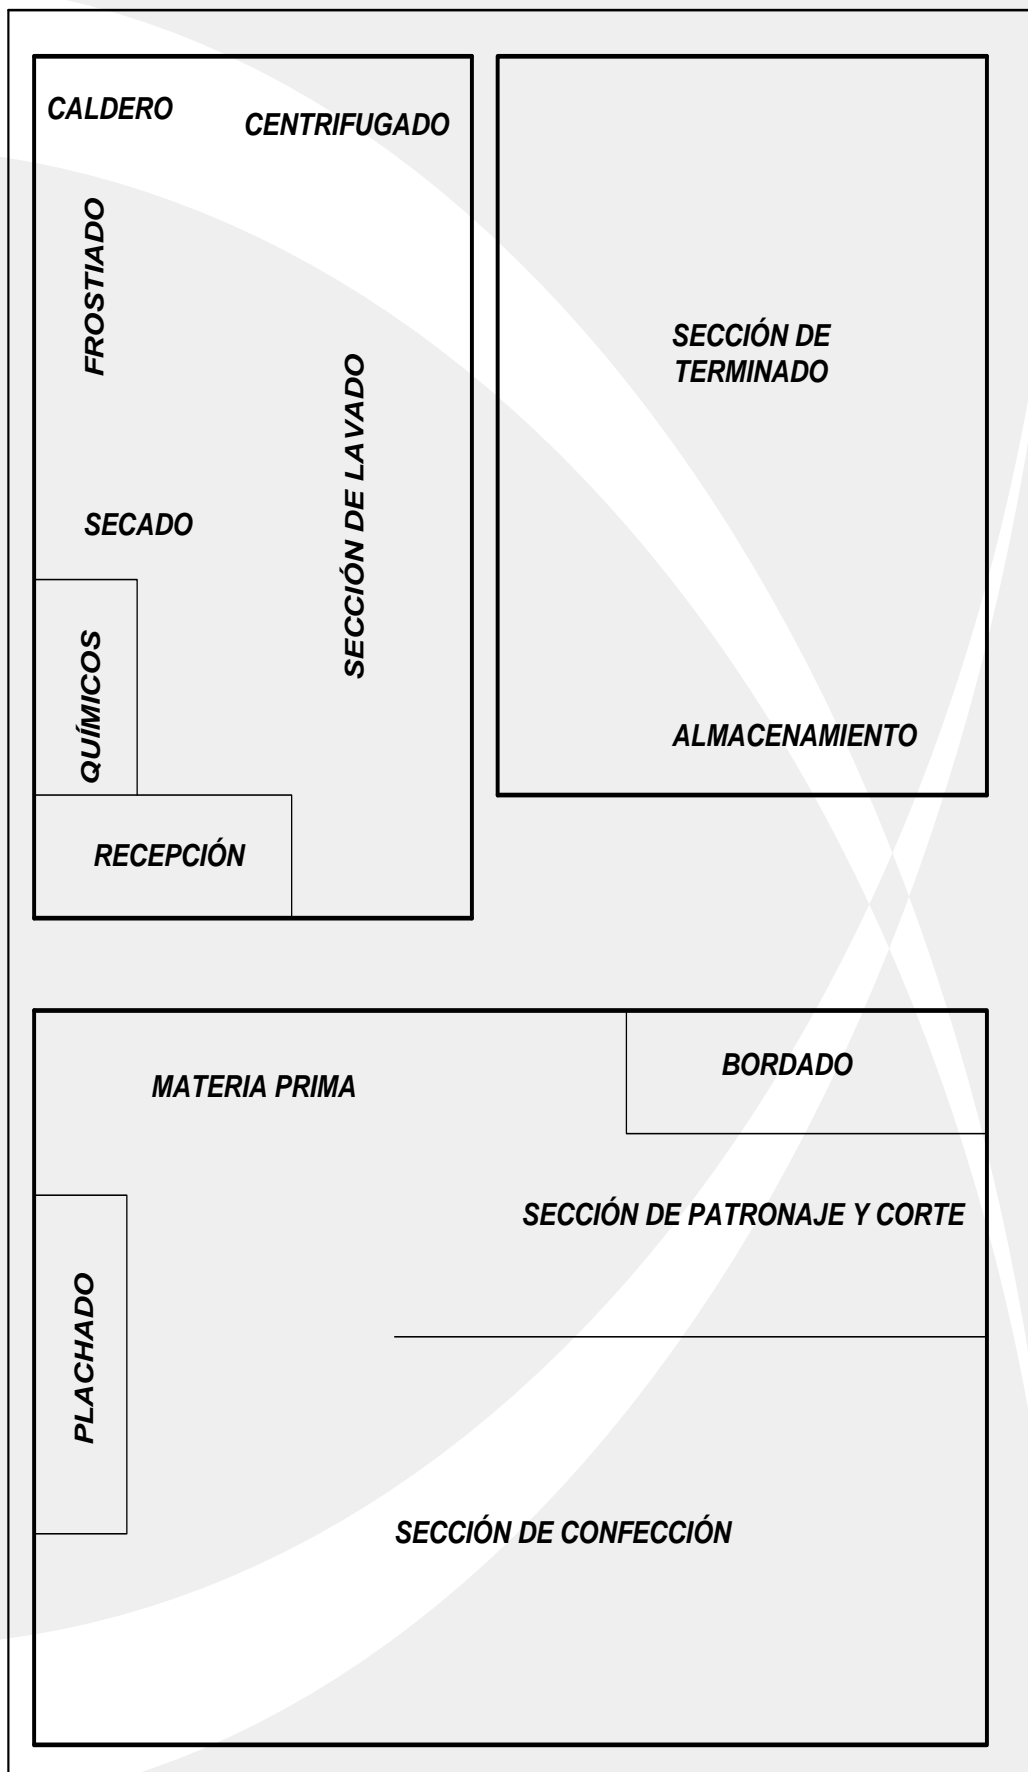 CALDERO
CENTRIFUGADO
FROSTIADO
SECCIÓN DE
TERMINADO
SECCIÓN DE LAVADO
SECADO
QUÍMICOS
ALMACENAMIENTO
RECEPCIÓN
BORDADO
MATERIA PRIMA
SECCIÓN DE PATRONAJE Y CORTE
PLACHADO
SECCIÓN DE CONFECCIÓN